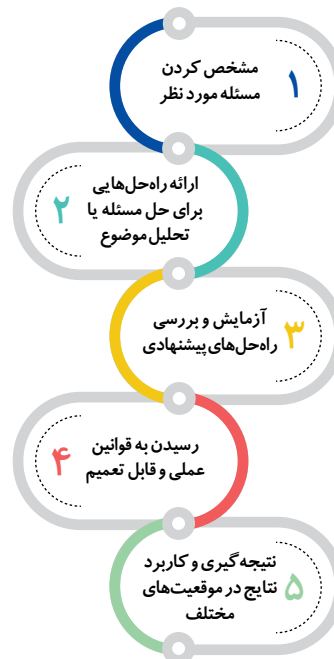 ۱
مشخص کردن
مسئله مورد نظر
۲
ارائه راه‌حل‌هایی
برای حل مسئله یا
تحلیل موضوع
۳
آزمایش و بررسی
راه‌حل‌های پیشنهادی
۴
رسیدن به قوانین
عملی و قابل تعمیم
۵
نتیجه‌گیری و کاربرد
نتایج در موقعیت‌های
مختلف